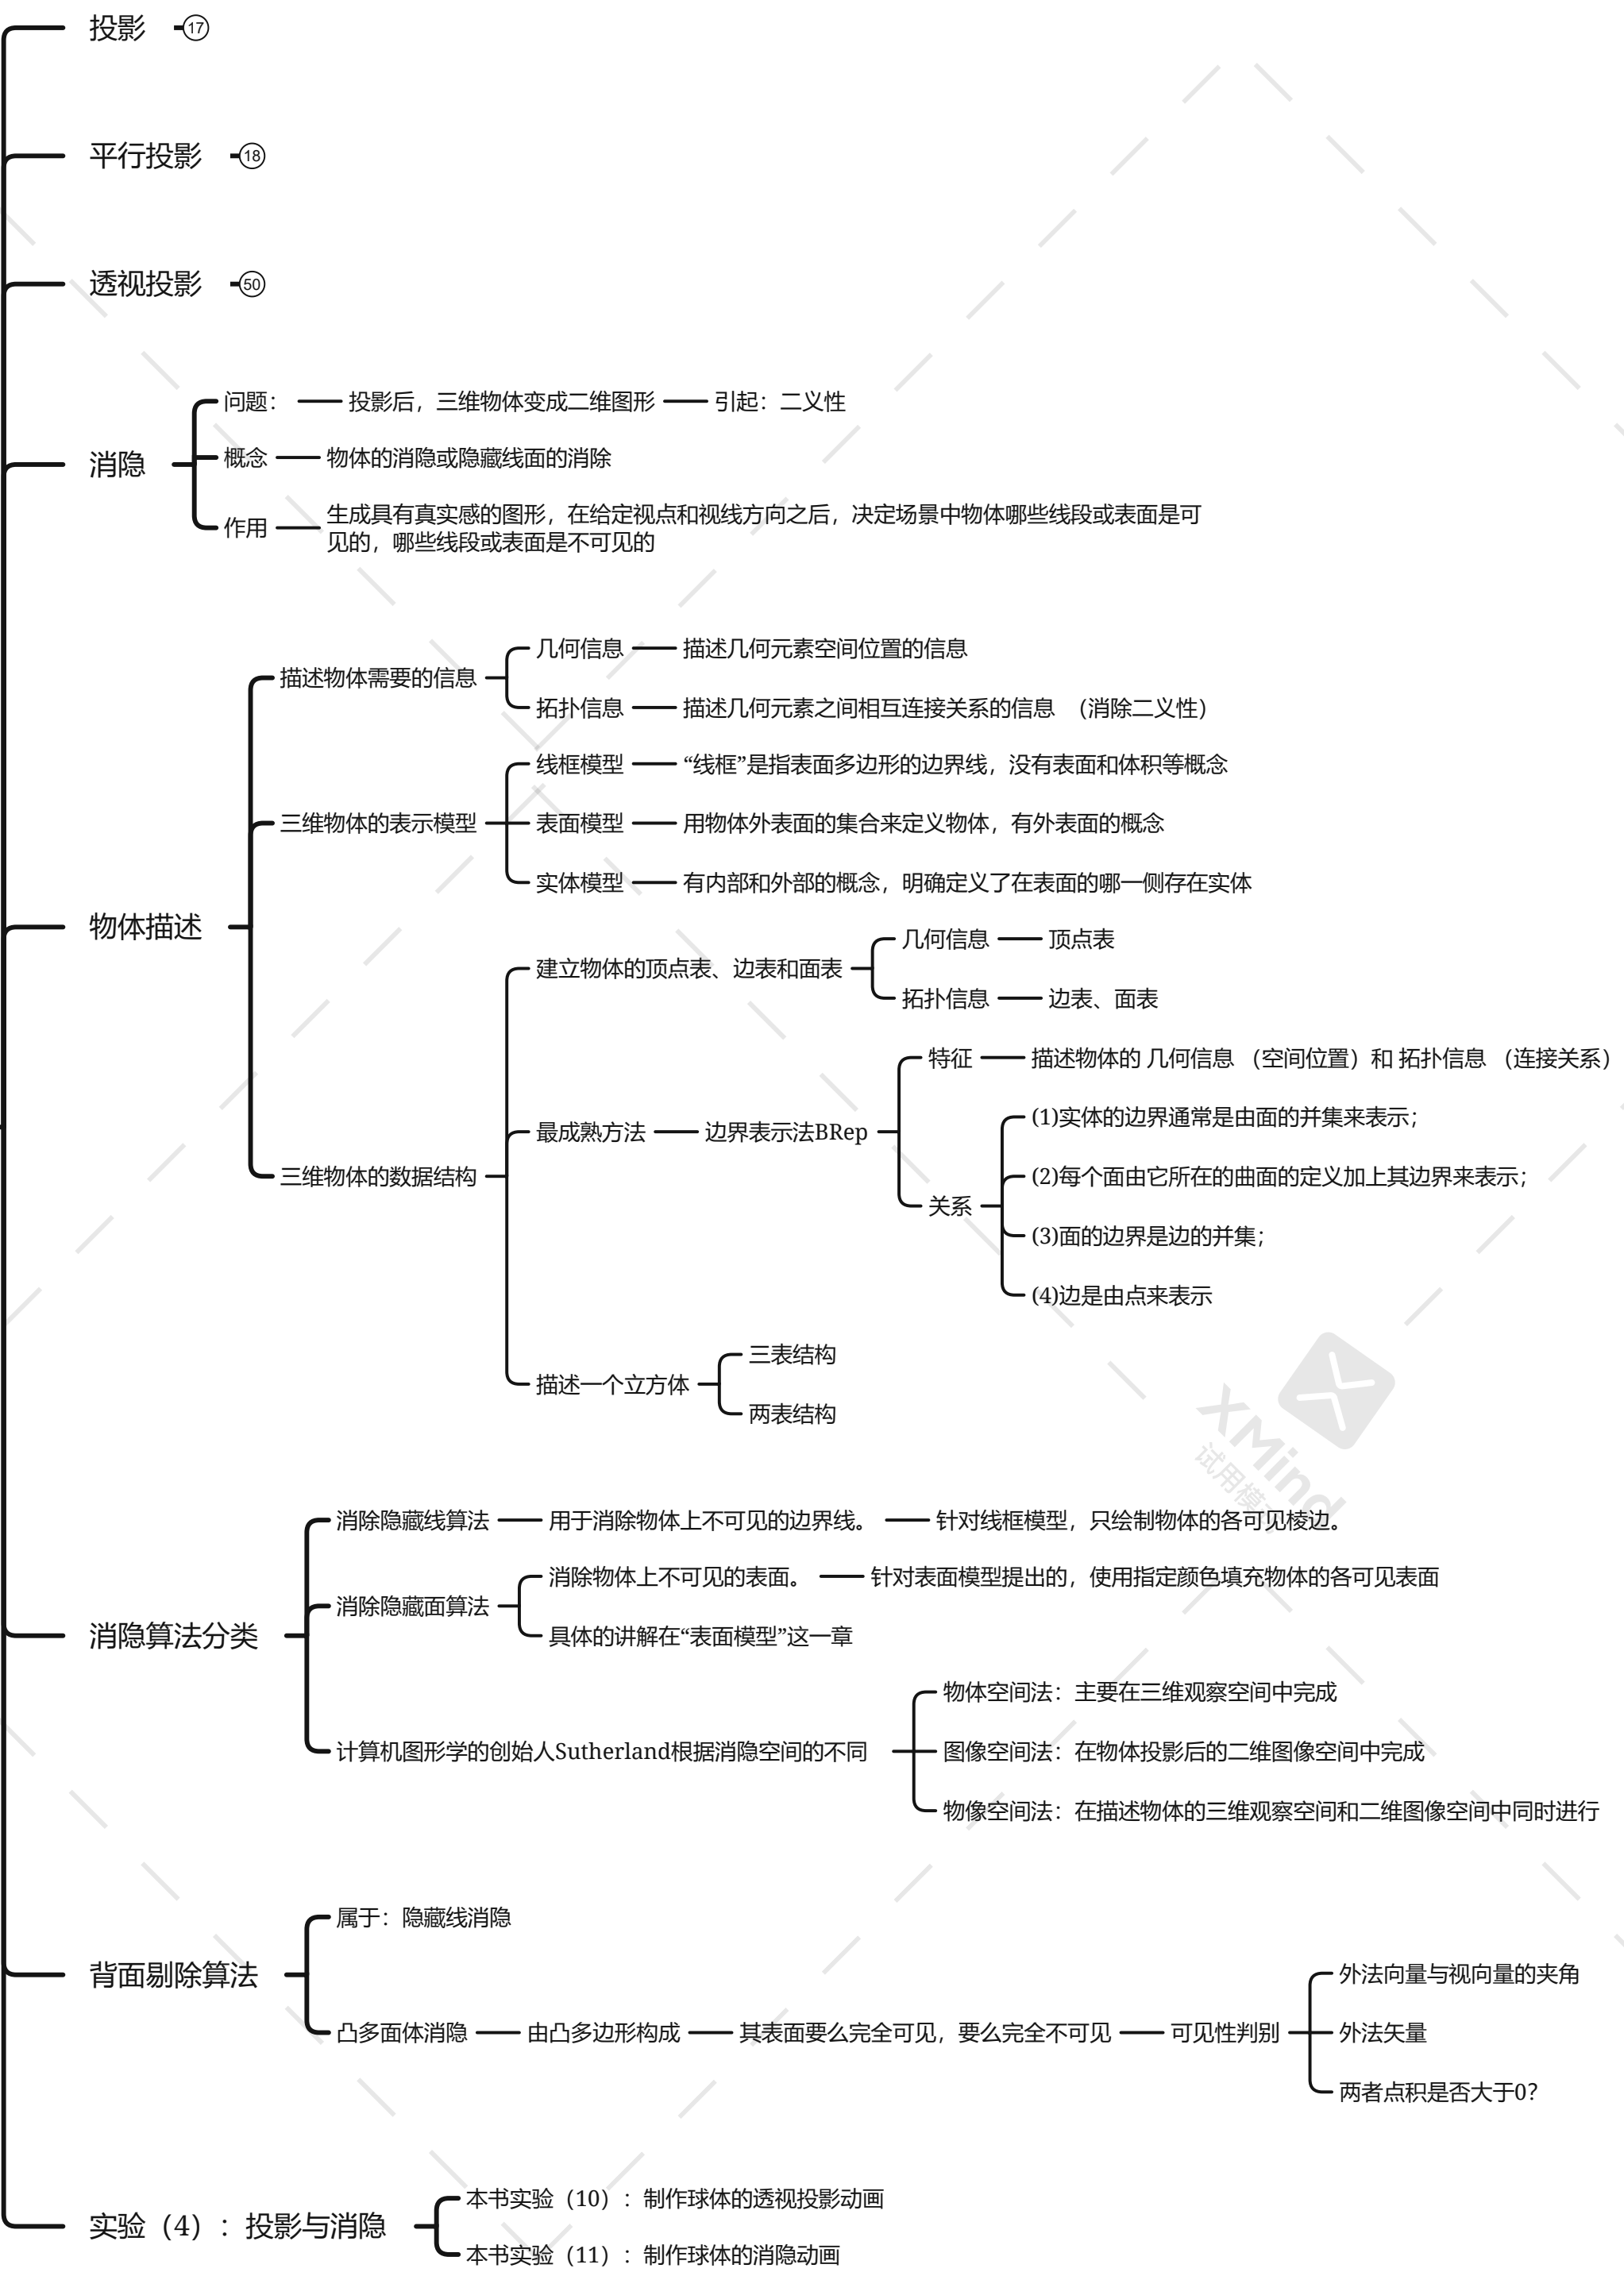 投影
17
平行投影
18
透视投影
50
消隐
问题：
投影后，三维物体变成二维图形
引起：二义性
概念
物体的消隐或隐藏线面的消除
作用
生成具有真实感的图形，在给定视点和视线方向之后，决定场景中物体哪些线段或表面是可
见的，哪些线段或表面是不可见的
物体描述
描述物体需要的信息
几何信息
描述几何元素空间位置的信息
拓扑信息
描述几何元素之间相互连接关系的信息 （消除二义性）
三维物体的表示模型
线框模型
“线框”是指表面多边形的边界线，没有表面和体积等概念
表面模型
用物体外表面的集合来定义物体，有外表面的概念
实体模型
有内部和外部的概念，明确定义了在表面的哪一侧存在实体
三维物体的数据结构
建立物体的顶点表、边表和面表
几何信息
顶点表
拓扑信息
边表、面表
最成熟方法
边界表示法BRep
特征
描述物体的 几何信息 （空间位置）和 拓扑信息 （连接关系）
关系
(1)实体的边界通常是由面的并集来表示；
(2)每个面由它所在的曲面的定义加上其边界来表示；
(3)面的边界是边的并集；
(4)边是由点来表示
描述一个立方体
三表结构
两表结构
XMind
试用模
消隐算法分类
消除隐藏线算法
用于消除物体上不可见的边界线。
针对线框模型，只绘制物体的各可见棱边。
消除隐藏面算法
消除物体上不可见的表面。
针对表面模型提出的，使用指定颜色填充物体的各可见表面
具体的讲解在“表面模型”这一章
计算机图形学的创始人Sutherland根据消隐空间的不同
物体空间法：主要在三维观察空间中完成
图像空间法：在物体投影后的二维图像空间中完成
物像空间法：在描述物体的三维观察空间和二维图像空间中同时进行
背面剔除算法
属于：隐藏线消隐
凸多面体消隐
由凸多边形构成
其表面要么完全可见，要么完全不可见
可见性判别
外法向量与视向量的夹角
外法矢量
两者点积是否大于0？
实验（4）：投影与消隐
本书实验（10）：制作球体的透视投影动画
本书实验（11）：制作球体的消隐动画